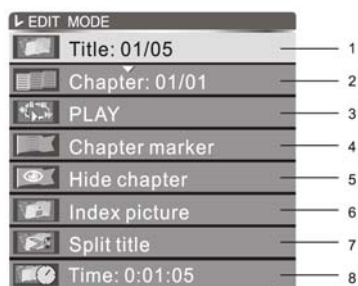 EDIT MODE
Title: 01/05 1
Chapter: 01/01 2
PLAY 3
Chapter marker 4
Hide chapter 5
Index picture 6
Split title 7
Time: 0:01:05 8